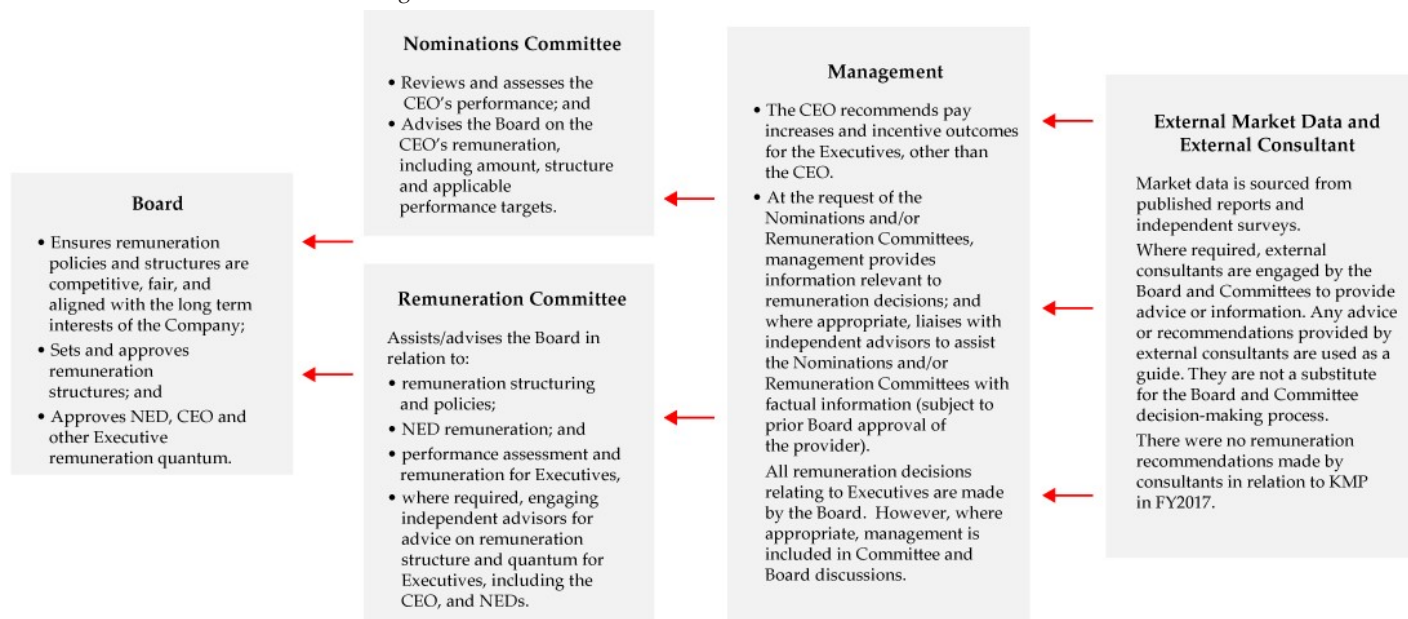 Nominations Committee
• Reviews and assesses the
CEO's performance; and
• Advises the Board on the
CEO's remuneration,
including amount, structure
and applicable
performance targets.
Board
• Ensures remuneration
policies and structures are
competitive, fair, and
aligned with the long term
interests of the Company;
• Sets and approves
remuneration
structures; and
• Approves NED, CEO and
other Executive
remuneration quantum.
Remuneration Committee
Assists/advises the Board in
relation to:
• remuneration structuring
and policies;
• NED remuneration; and
• performance assessment and
remuneration for Executives,
• where required, engaging
independent advisors for
advice on remuneration
structure and quantum for
Executives, including the
CEO, and NEDs.
Management
• The CEO recommends pay
increases and incentive outcomes
for the Executives, other than
the CEO.
• At the request of the
Nominations and/or
Remuneration Committees,
management provides
information relevant to
remuneration decisions; and
where appropriate, liaises with
independent advisors to assist
the Nominations and/or
Remuneration Committees with
factual information (subject to
prior Board approval of
the provider).
All remuneration decisions
relating to Executives are made
by the Board. However, where
appropriate, management is
included in Committee and
Board discussions.
External Market Data and
External Consultant
Market data is sourced from
published reports and
independent surveys.
Where required, external
consultants are engaged by the
Board and Committees to provide
advice or information. Any advice
or recommendations provided by
external consultants are used as a
guide. They are not a substitute
for the Board and Committee
decision-making process.
There were no remuneration
recommendations made by
consultants in relation to KMP
in FY2017.